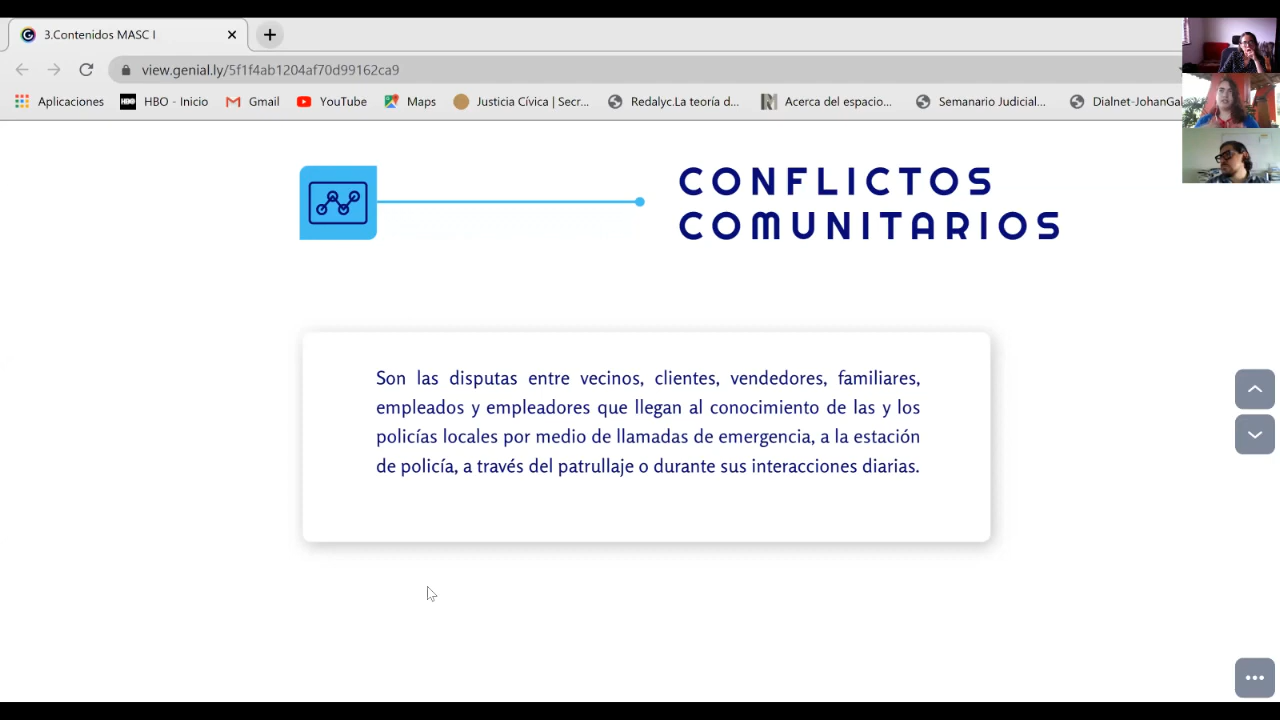 3.Contenidos MASC I
view.genial.ly/5f1f4ab1204af70d99162ca9
Aplicaciones
HBO - Inicio
Gmail
YouTube
Maps
Justicia Cívica | Secr...
Redalyc.La teoría d...
Acerca del espacio...
Semanario Judicial...
Dialnet-JohanGal
CONFLICTOS
COMUNITARIOS
Son las disputas entre vecinos, clientes, vendedores, familiares,
empleados y empleadores que llegan al conocimiento de las y los
policías locales por medio de llamadas de emergencia, a la estación
de policía, a través del patrullaje o durante sus interacciones diarias.